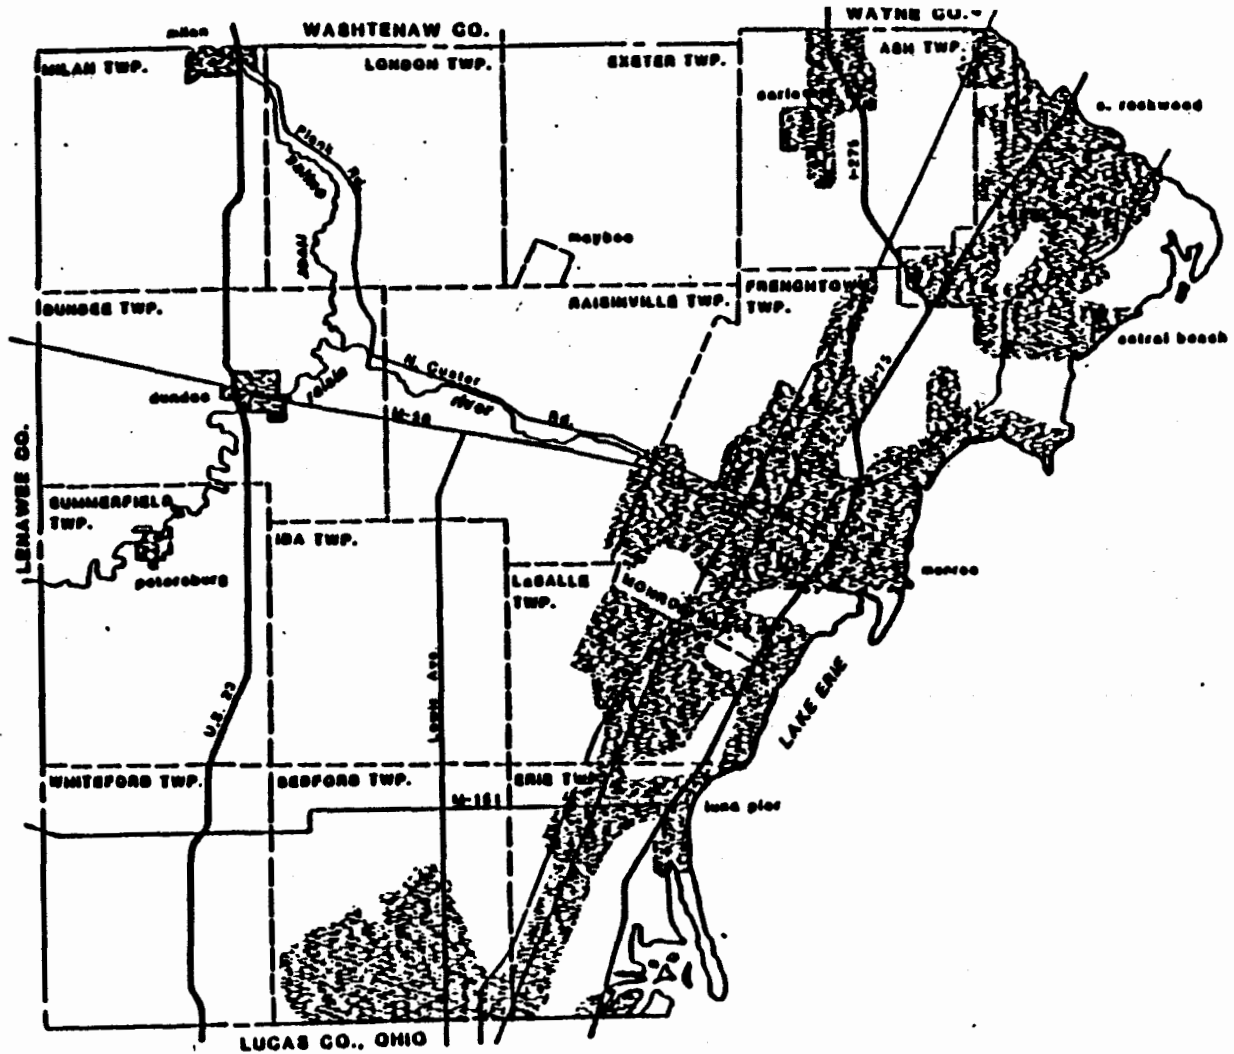 WASHTENAW CO.
WAYNE CO.
milan
MILAN TWP.
LONDON TWP.
EXETER TWP.
ASH TWP.
s. rockwood
Plank
Rd.
saline
I-275
maybee
DUNDEE TWP.
RAISINVILLE TWP.
FRENCHTOWN
TWP.
estral beach
N. Custer
Rd.
raisin
river
dundee
M-50
I-75
LENAWEE CO.
SUMMERFIELD
TWP.
IDA TWP.
petersburg
LaSALLE
TWP.
MONROE
monroe
Lewis Ave.
U.S. 23
LAKE ERIE
WHITEFORD TWP.
BEDFORD TWP.
ERIE TWP.
M-151
luna pier
LUCAS CO., OHIO